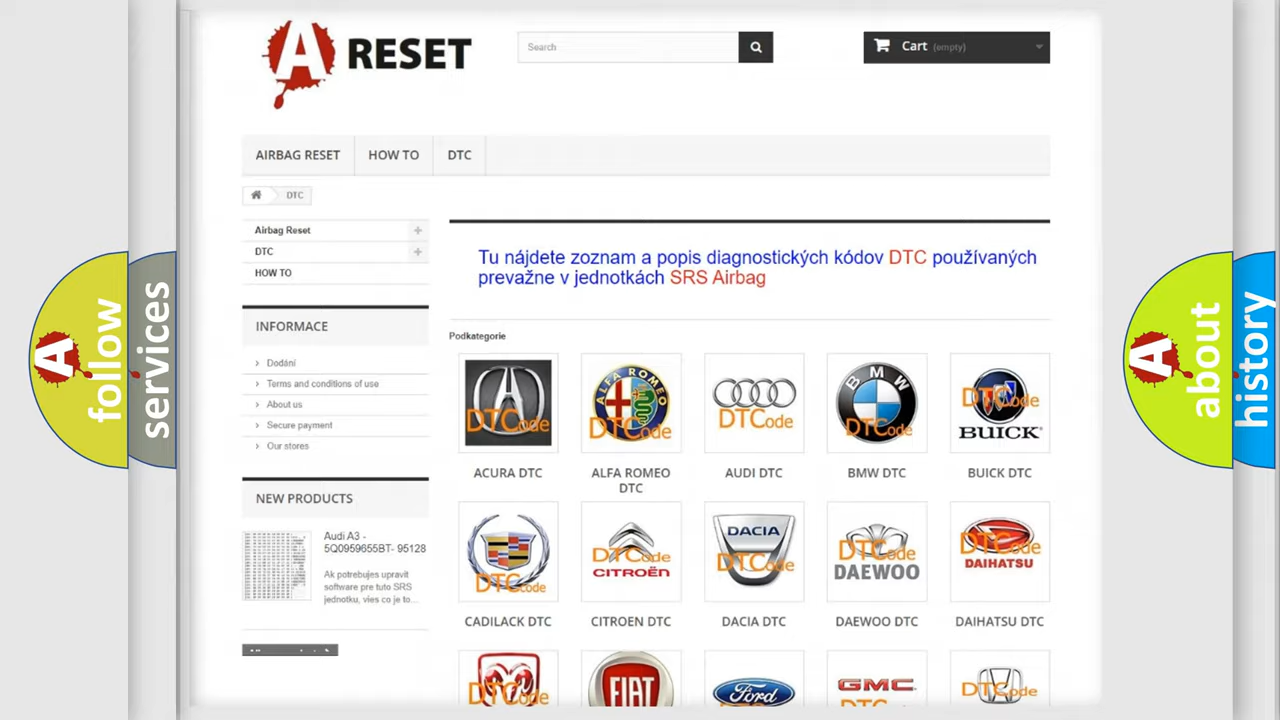 A RESET
Search
Cart (empty)
AIRBAG RESET
HOW TO
DTC
DTC
Airbag Reset
DTC
HOW TO
INFORMACE
Dodání
Terms and conditions of use
About us
Secure payment
Our stores
NEW PRODUCTS
Audi A3 -
5Q0959655BT- 95128
Ak potrebujes upravit
software pre tuto SRS
jednotku, vies co je to...
Tu nájdete zoznam a popis diagnostických kódov DTC používaných
prevažne v jednotkách SRS Airbag
Podkategorie
DTCode
ALFA ROMEO
DTCode
DTCode
BMW
DTCode
DTCode
BUICK
ACURA DTC
ALFA ROMEO
DTC
AUDI DTC
BMW DTC
BUICK DTC
DTCode
DTCode
CITROËN
DACIA
DTCode
DTCode
DAEWOO
DTCode
DAIHATSU
CADILACK DTC
CITROEN DTC
DACIA DTC
DAEWOO DTC
DAIHATSU DTC
DTCode
FIAT
Ford
GMC
DTCode
A
follow
services
A
about
history